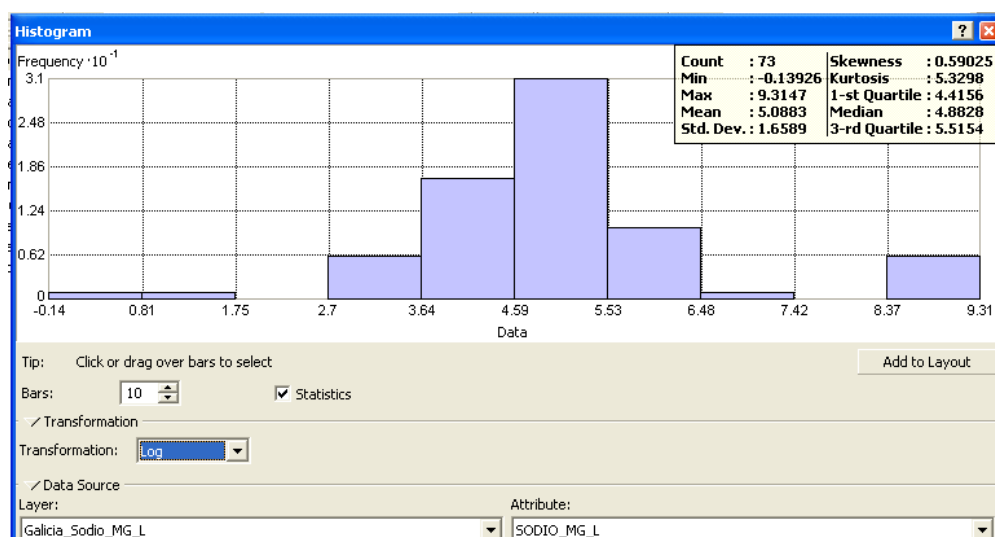 Histogram
Frequency ·10⁻¹
Count : 73 Skewness : 0.59025
Min : -0.13926 Kurtosis : 5.3298
Max : 9.3147 1-st Quartile : 4.4156
Mean : 5.0883 Median : 4.8828
Std. Dev. : 1.6589 3-rd Quartile : 5.5154
3.1
2.48
1.86
1.24
0.62
0
-0.14 0.81 1.75 2.7 3.64 4.59 5.53 6.48 7.42 8.37 9.31
Data
Tip: Click or drag over bars to select Add to Layout
Bars: 10 Statistics
Transformation
Transformation: Log
Data Source
Layer: Attribute:
Galicia_Sodio_MG_L SODIO_MG_L